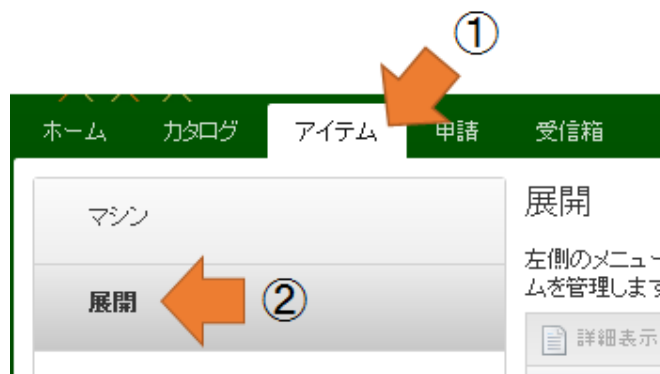 ①
ホーム カタログ アイテム 申請 受信箱
マシン
展開 ②
展開
左側のメニュー
ムを管理します
詳細表示